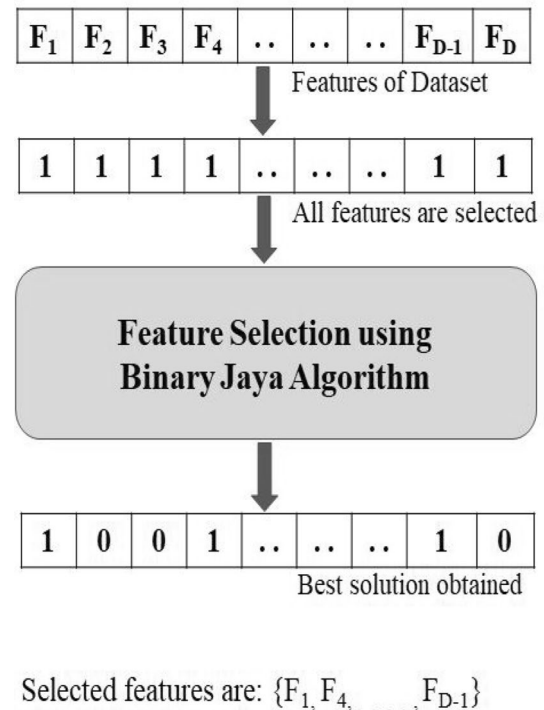 F1 F2 F3 F4 .. .. .. FD-1 FD
Features of Dataset
1 1 1 1 .. .. .. 1 1
All features are selected
Feature Selection using
Binary Jaya Algorithm
1 0 0 1 .. .. .. 1 0
Best solution obtained
Selected features are: {F1, F4, ...... , FD-1}